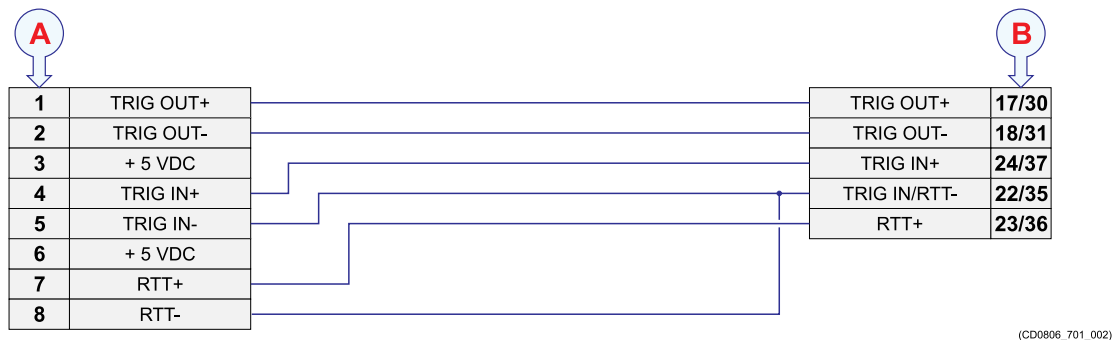 A
B
1 TRIG OUT+
2 TRIG OUT-
3 + 5 VDC
4 TRIG IN+
5 TRIG IN-
6 + 5 VDC
7 RTT+
8 RTT-
TRIG OUT+ 17/30
TRIG OUT- 18/31
TRIG IN+ 24/37
TRIG IN/RTT- 22/35
RTT+ 23/36
(CD0806_701_002)